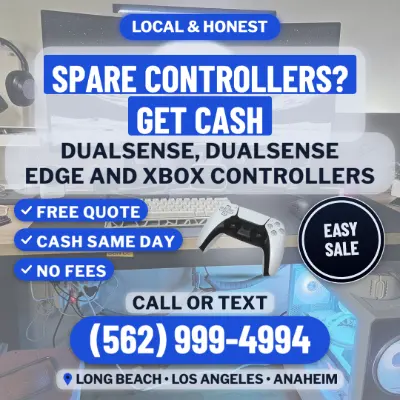 LOCAL & HONEST
SPARE CONTROLLERS?
GET CASH
DUALSENSE, DUALSENSE
EDGE AND XBOX CONTROLLERS
FREE QUOTE
CASH SAME DAY
NO FEES
EASY
SALE
CALL OR TEXT
(562) 999-4994
LONG BEACH • LOS ANGELES • ANAHEIM